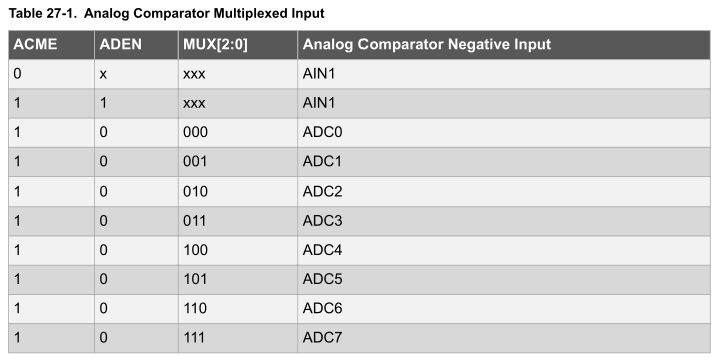 Table 27-1. Analog Comparator Multiplexed Input
ACME ADEN MUX[2:0] Analog Comparator Negative Input
0 x xxx AIN1
1 1 xxx AIN1
1 0 000 ADC0
1 0 001 ADC1
1 0 010 ADC2
1 0 011 ADC3
1 0 100 ADC4
1 0 101 ADC5
1 0 110 ADC6
1 0 111 ADC7